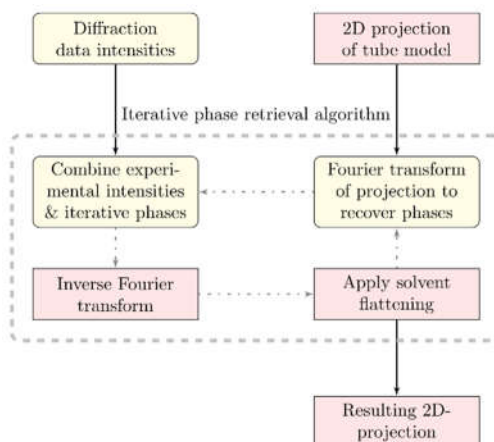 Diffraction
data intensities
2D projection
of tube model
Iterative phase retrieval algorithm
Combine experi-
mental intensities
& iterative phases
Fourier transform
of projection to
recover phases
Inverse Fourier
transform
Apply solvent
flattening
Resulting 2D-
projection